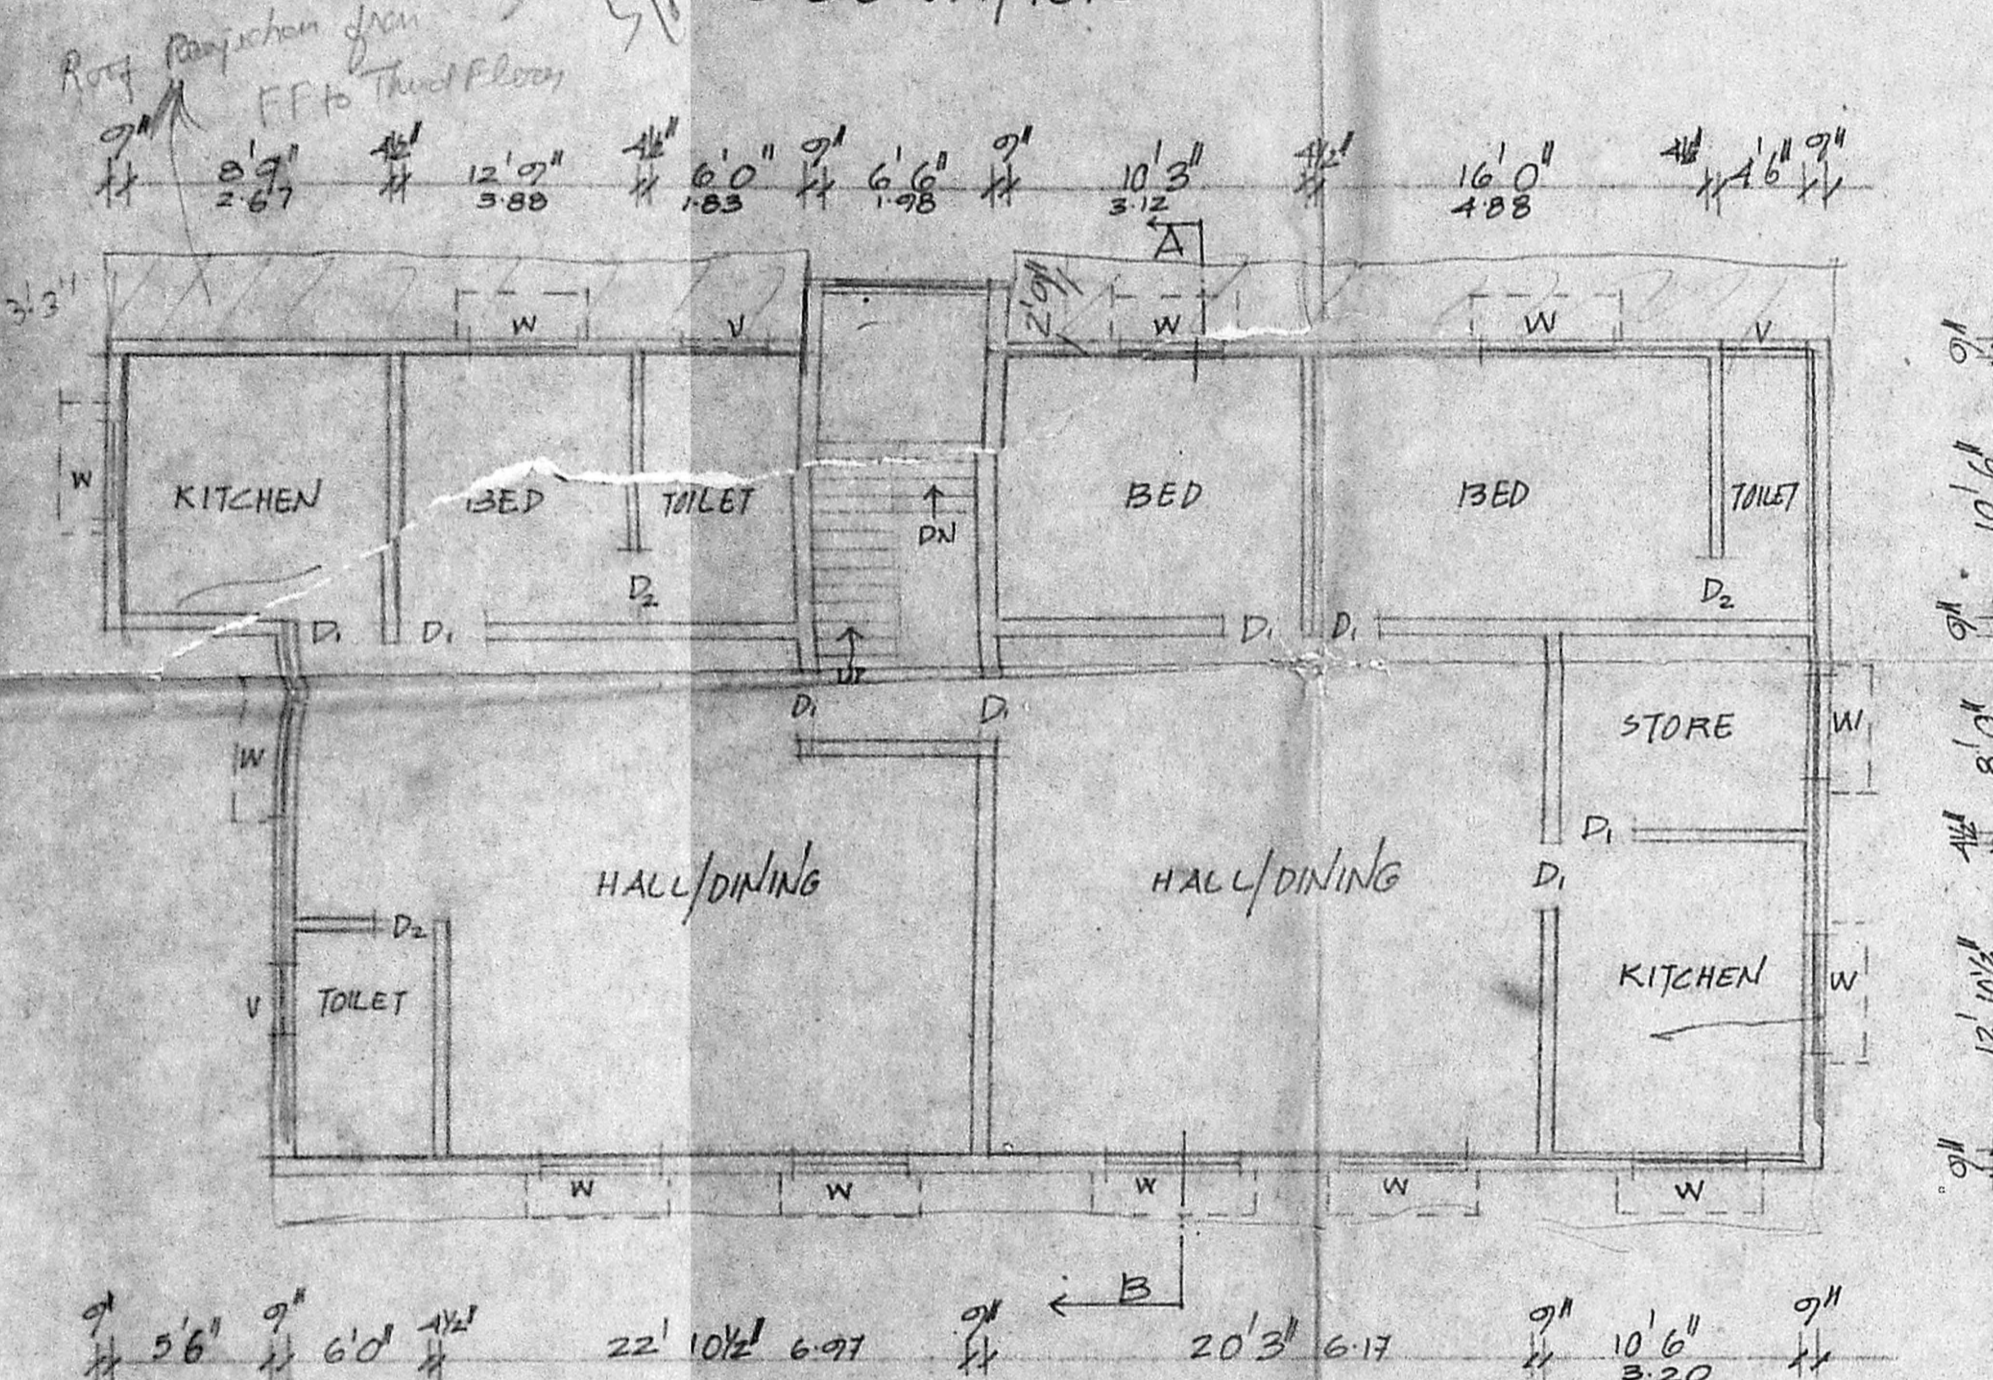 Roof Projection from
FF to Third Floor
9" 8'9" 4½" 12'9" 4½" 6'0" 9" 6'6" 9" 10'3" 4½" 16'0" 4½" 4'6" 9"
2.67 3.88 1.83 1.98 3.12 4.88
A
3'3" 2'9"
W V W W V
9"
W KITCHEN BED TOILET DN BED BED TOILET 10'6"
D2 D2
D1 D1 D1 D1 9"
UP
D1 D1
W STORE W 8'0"
D1 4½"
HALL/DINING HALL/DINING D1
D2
V TOILET KITCHEN W 12'10½"
9"
W W W W W
B
9" 5'6" 9" 6'0" 4½" 22'10½" 6.97 9" 20'3" 6.17 9" 10'6" 9"
3.20